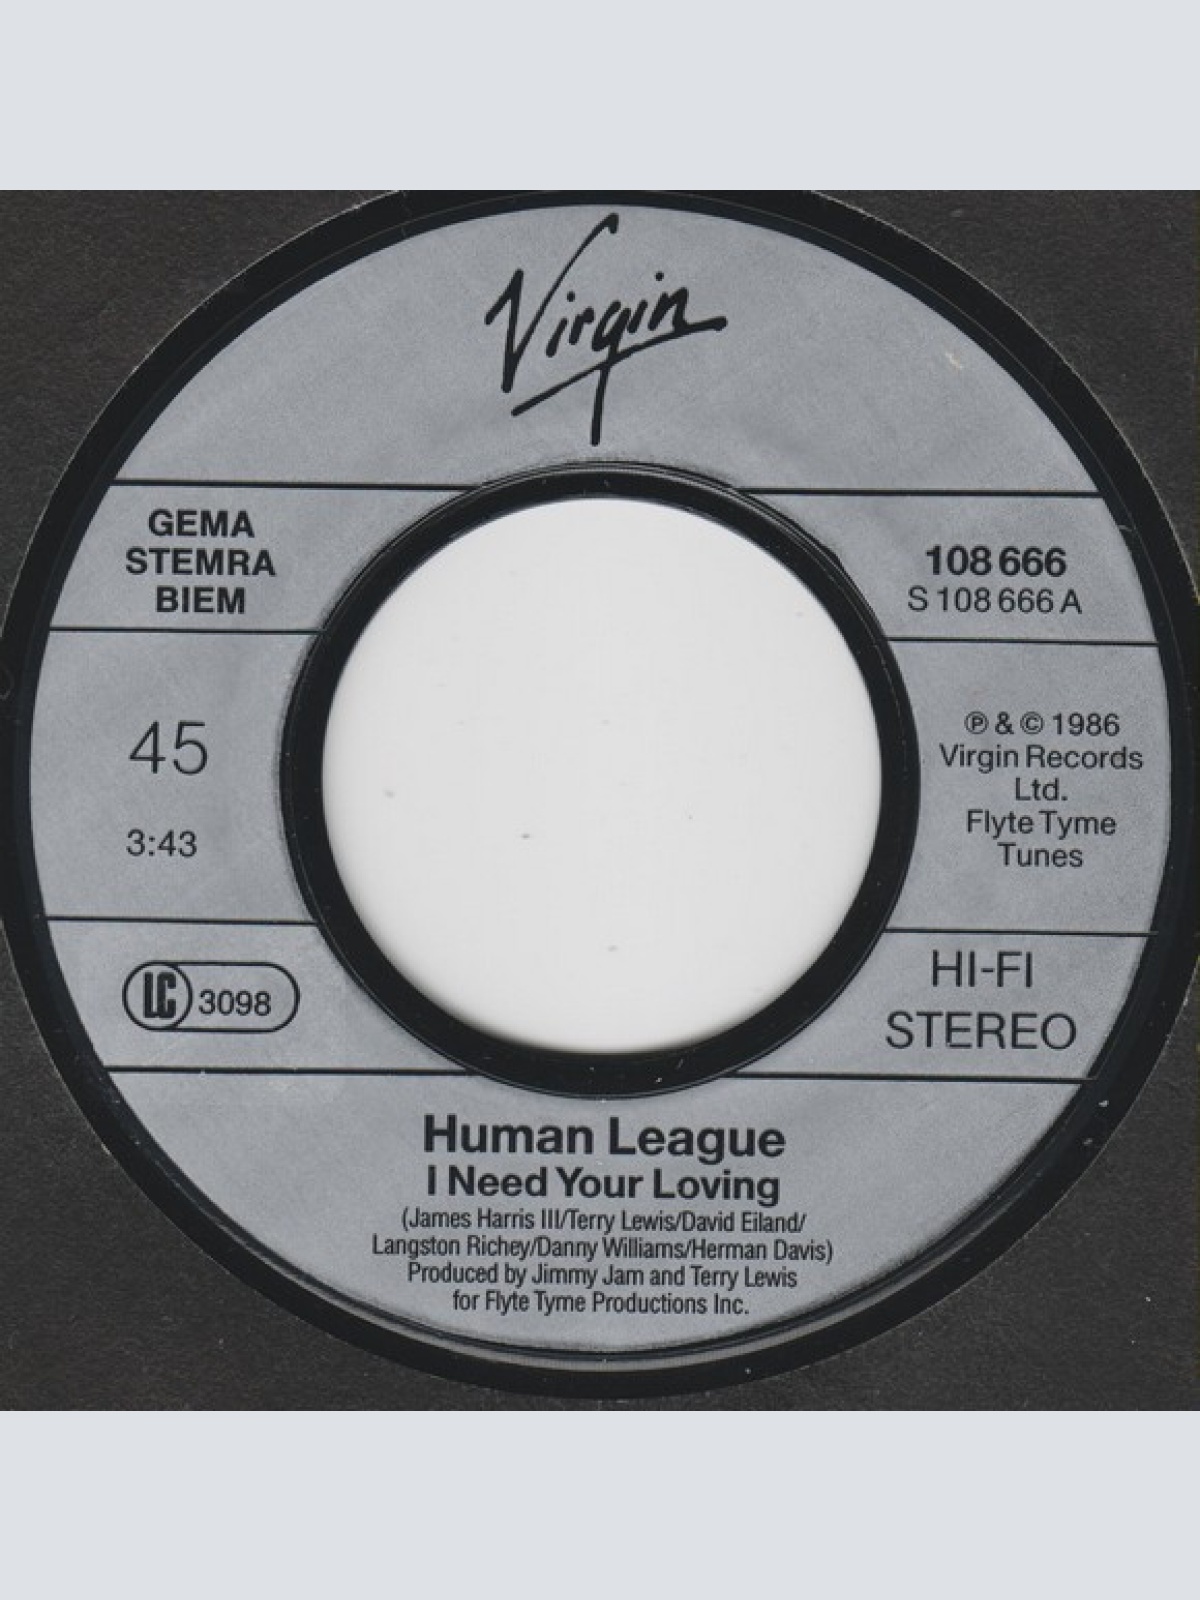 Virgin
GEMA
STEMRA
BIEM
108 666
S 108 666 A
45
3:43
℗ & © 1986
Virgin Records
Ltd.
Flyte Tyme
Tunes
LC 3098
HI-FI
STEREO
Human League
I Need Your Loving
(James Harris III/Terry Lewis/David Eiland/
Langston Richey/Danny Williams/Herman Davis)
Produced by Jimmy Jam and Terry Lewis
for Flyte Tyme Productions Inc.